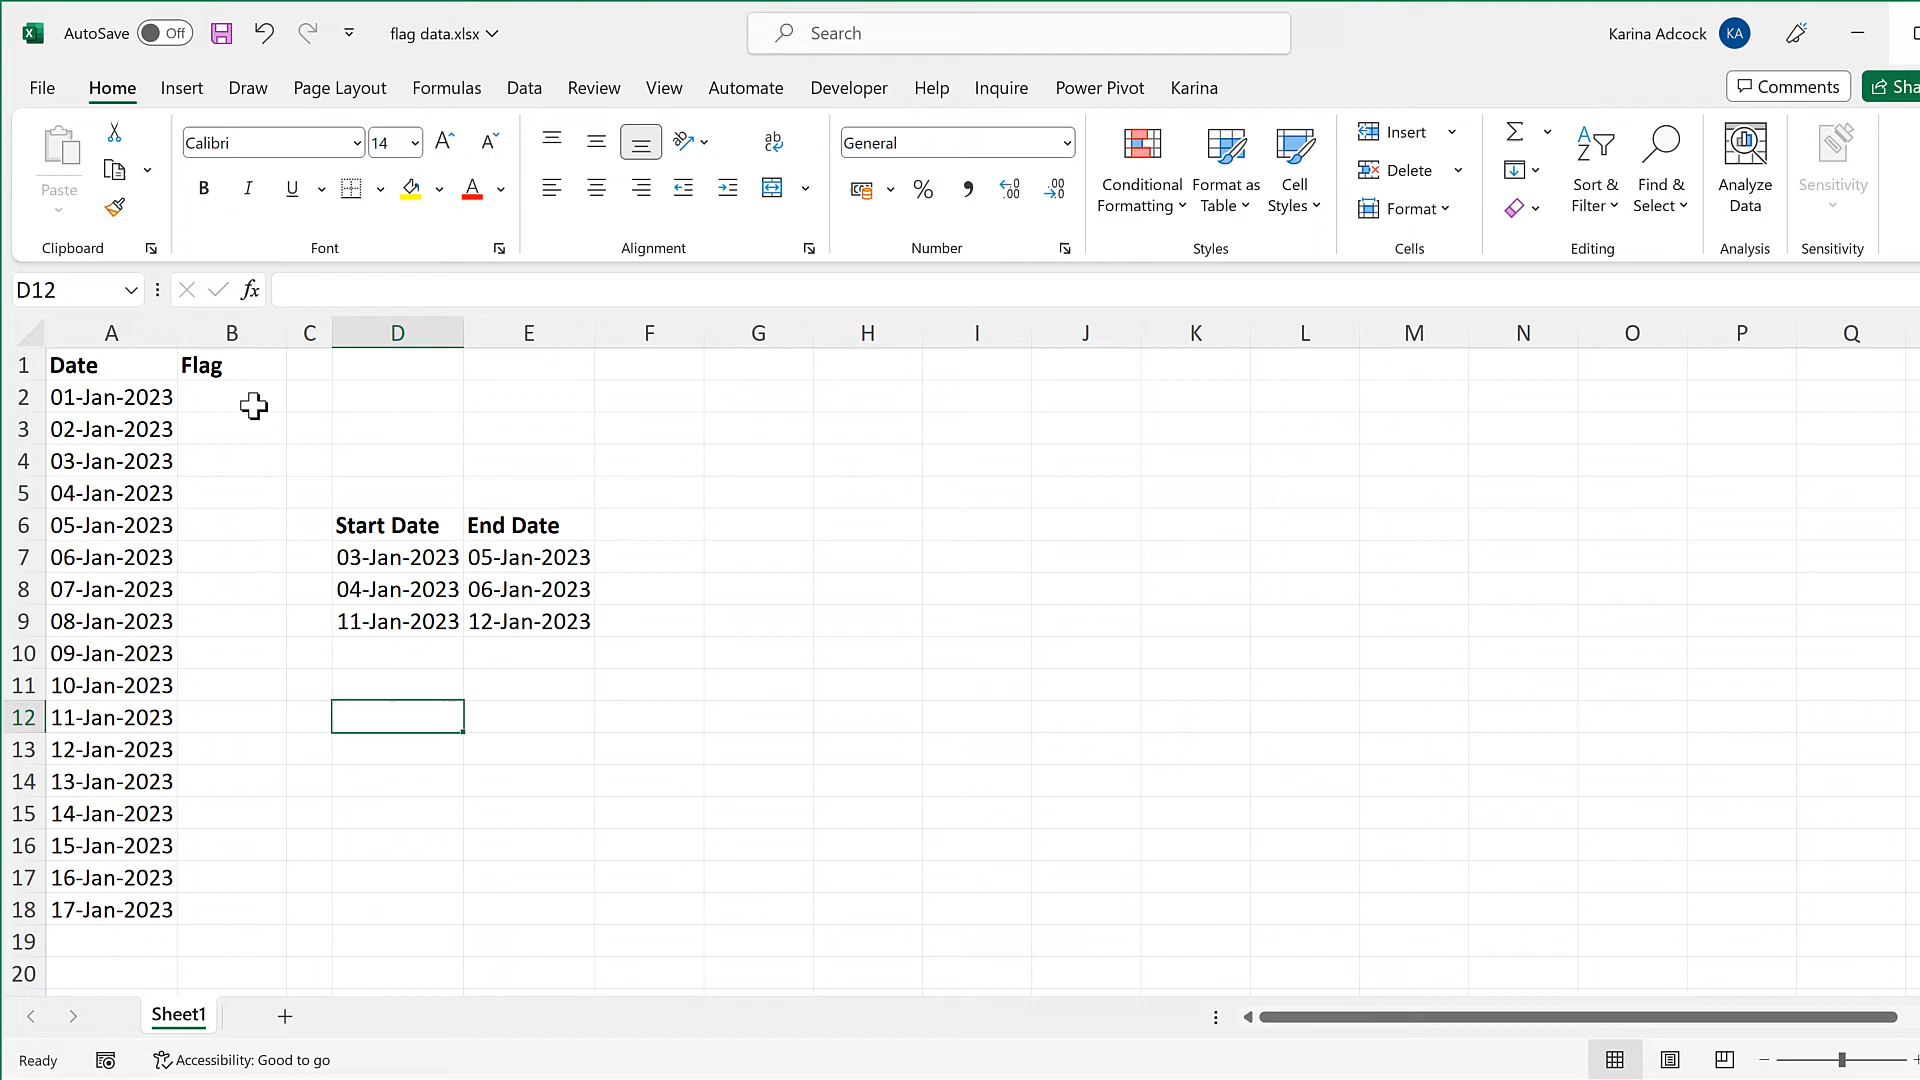 AutoSave Off flag data.xlsx Search Karina Adcock KA
File Home Insert Draw Page Layout Formulas Data Review View Automate Developer Help Inquire Power Pivot Karina Comments Sha
Paste Calibri 14 General Conditional Formatting Format as Table Cell Styles Insert Delete Format Sort & Filter Find & Select Analyze Data Sensitivity
Clipboard Font Alignment Number Styles Cells Editing Analysis Sensitivity
D12 fx
A B C D E F G H I J K L M N O P Q
1 Date Flag
2 01-Jan-2023
3 02-Jan-2023
4 03-Jan-2023
5 04-Jan-2023
6 05-Jan-2023 Start Date End Date
7 06-Jan-2023 03-Jan-2023 05-Jan-2023
8 07-Jan-2023 04-Jan-2023 06-Jan-2023
9 08-Jan-2023 11-Jan-2023 12-Jan-2023
10 09-Jan-2023
11 10-Jan-2023
12 11-Jan-2023
13 12-Jan-2023
14 13-Jan-2023
15 14-Jan-2023
16 15-Jan-2023
17 16-Jan-2023
18 17-Jan-2023
19
20
Sheet1
Ready Accessibility: Good to go